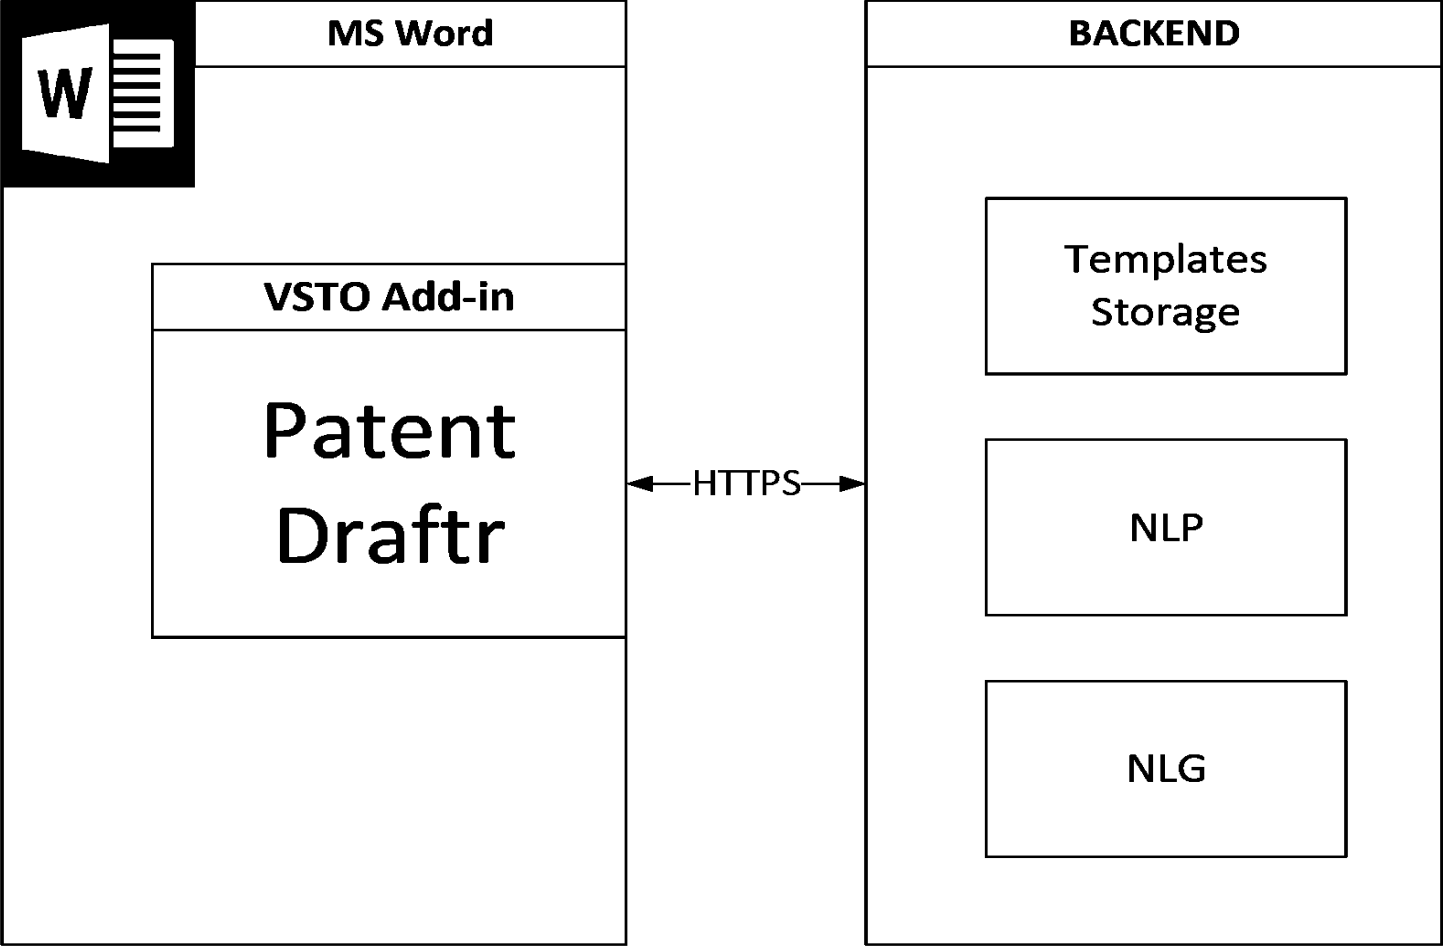 W
MS Word
VSTO Add-in
Patent
Draftr
HTTPS
BACKEND
Templates
Storage
NLP
NLG